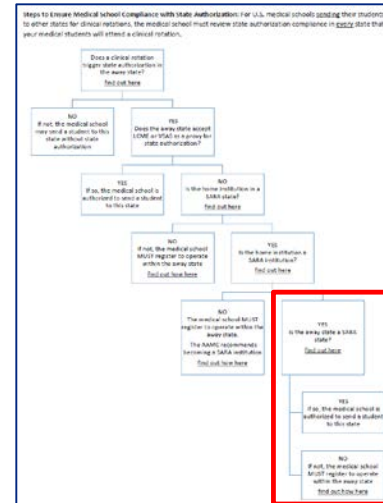 Steps to Ensure Medical School Compliance with State Authorization: For U.S. medical schools sending their students
to other states for clinical rotations, the medical school must review state authorization compliance in every state that
your medical students will attend a clinical rotation.
Does a clinical rotation
trigger state authorization in
the away state?
find out here
NO
If not, the medical school
may send a student to this
state without state
authorization
YES
Does the away state accept
LCME or VSAS as a proxy for
state authorization?
YES
If so, the medical school is
authorized to send a student
to this state
NO
Is the home institution in a
SARA state?
find out here
NO
If not, the medical school
MUST register to operate
within the away state
find out how here
YES
Is the home institution a
SARA institution?
find out here
NO
The medical school MUST
register to operate within the
away state.
The AAMC recommends
becoming a SARA institution
find out how here
YES
Is the away state a SARA
state?
find out here
YES
If so, the medical school is
authorized to send a student
to this state
NO
If not, the medical school
MUST register to operate
within the away state
find out how here